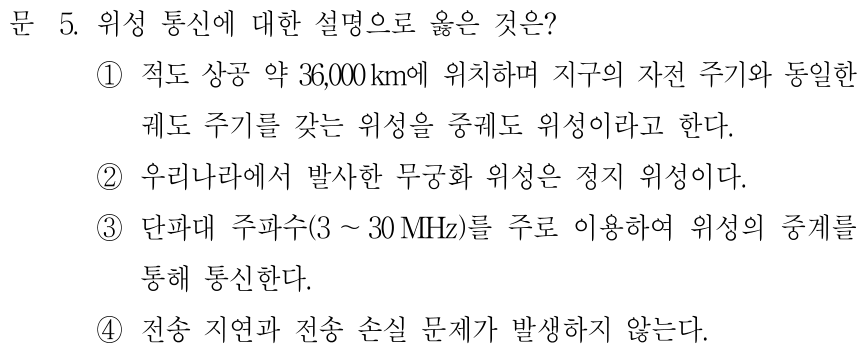 문 5. 위성 통신에 대한 설명으로 옳은 것은?
① 적도 상공 약 36,000 km에 위치하며 지구의 자전 주기와 동일한
궤도 주기를 갖는 위성을 중궤도 위성이라고 한다.
② 우리나라에서 발사한 무궁화 위성은 정지 위성이다.
③ 단파대 주파수(3 ~ 30 MHz)를 주로 이용하여 위성의 중계를
통해 통신한다.
④ 전송 지연과 전송 손실 문제가 발생하지 않는다.